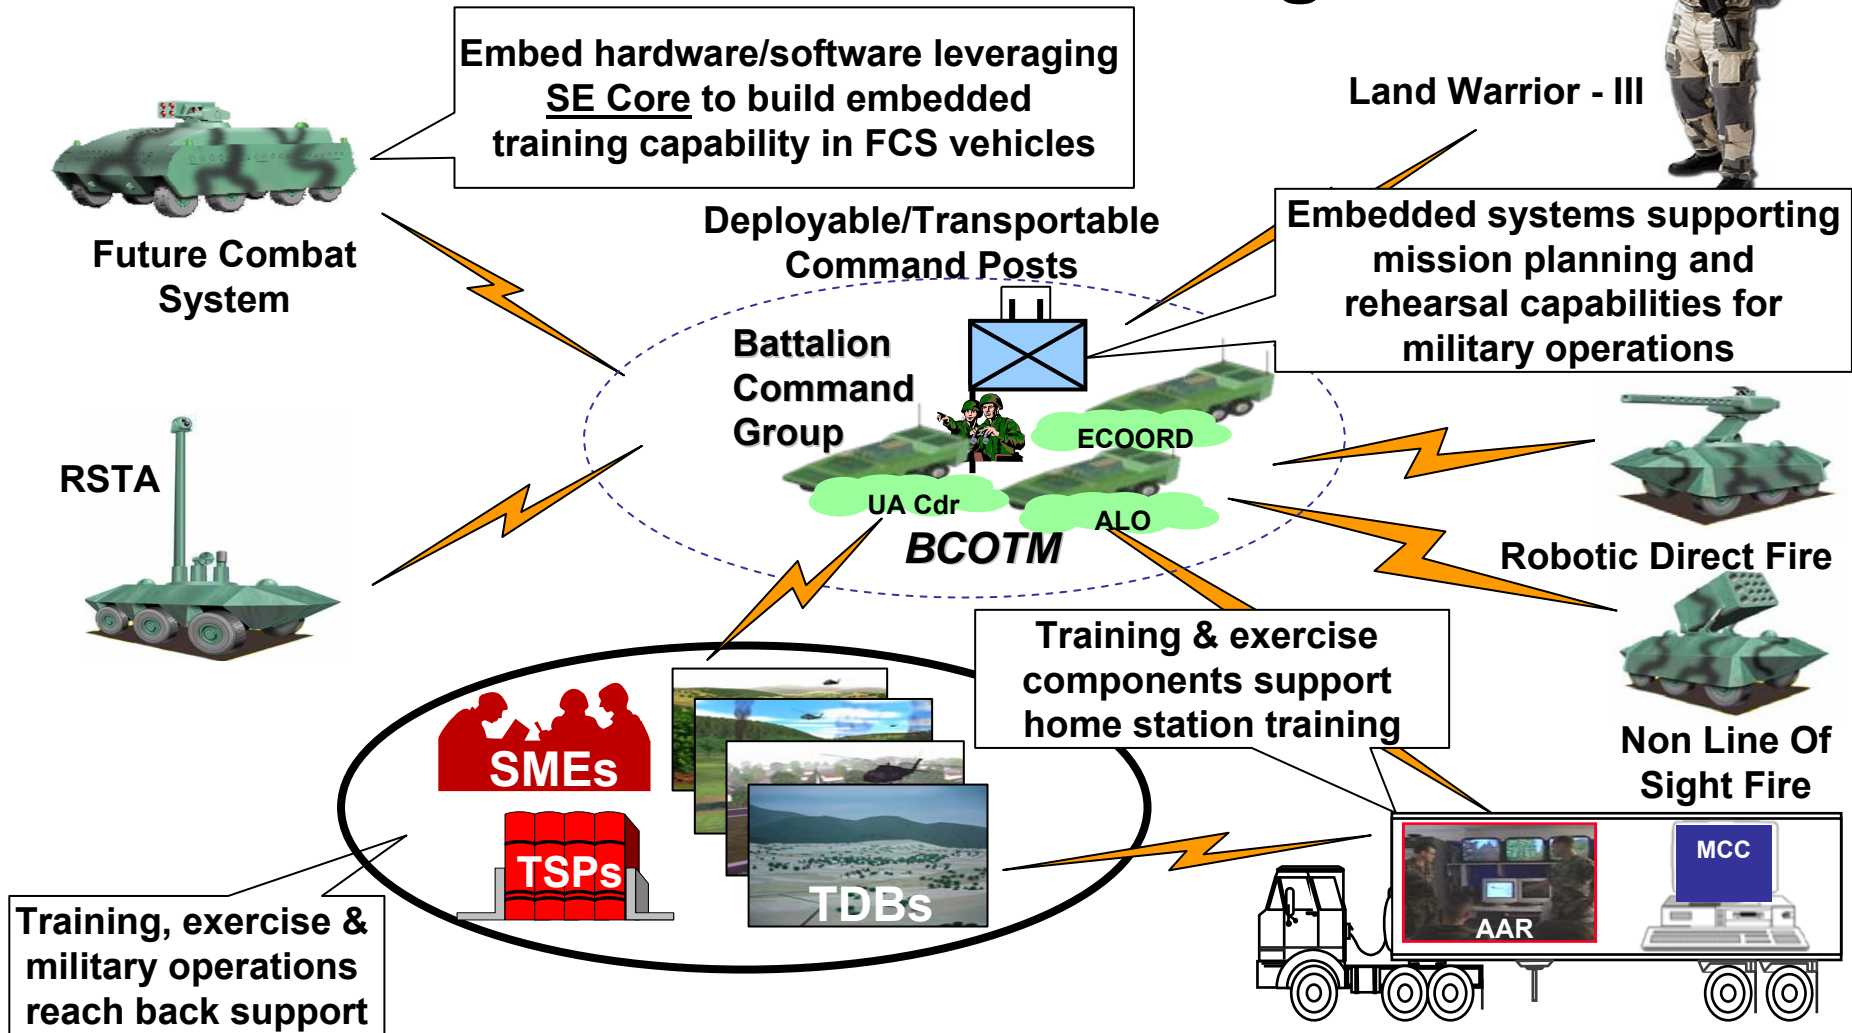 g
Embed hardware/software leveraging
SE Core to build embedded
training capability in FCS vehicles
Land Warrior - III
Future Combat
System
Deployable/Transportable
Command Posts
Embedded systems supporting
mission planning and
rehearsal capabilities for
military operations
Battalion
Command
Group
ECOORD
UA Cdr
ALO
BCOTM
RSTA
Robotic Direct Fire
Non Line Of
Sight Fire
Training & exercise
components support
home station training
SMEs
TSPs
TDBs
MCC
AAR
Training, exercise &
military operations
reach back support